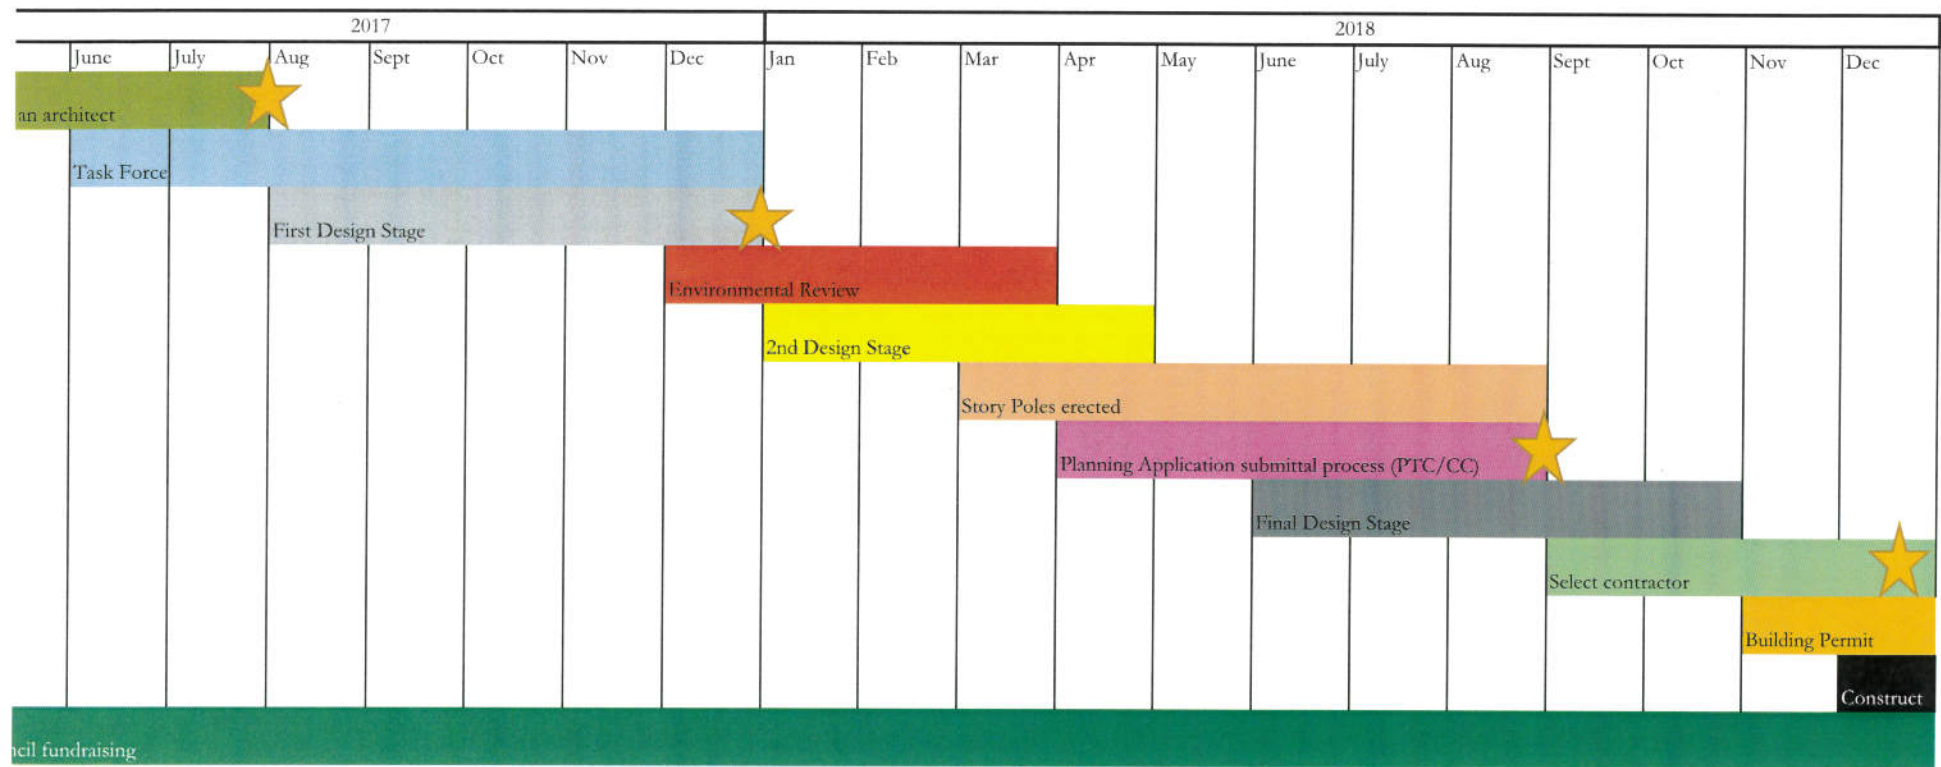 2017 2018
June July Aug Sept Oct Nov Dec Jan Feb Mar Apr May June July Aug Sept Oct Nov Dec
an architect
Task Force
First Design Stage
Environmental Review
2nd Design Stage
Story Poles erected
Planning Application submittal process (PTC/CC)
Final Design Stage
Select contractor
Building Permit
Construct
ncil fundraising